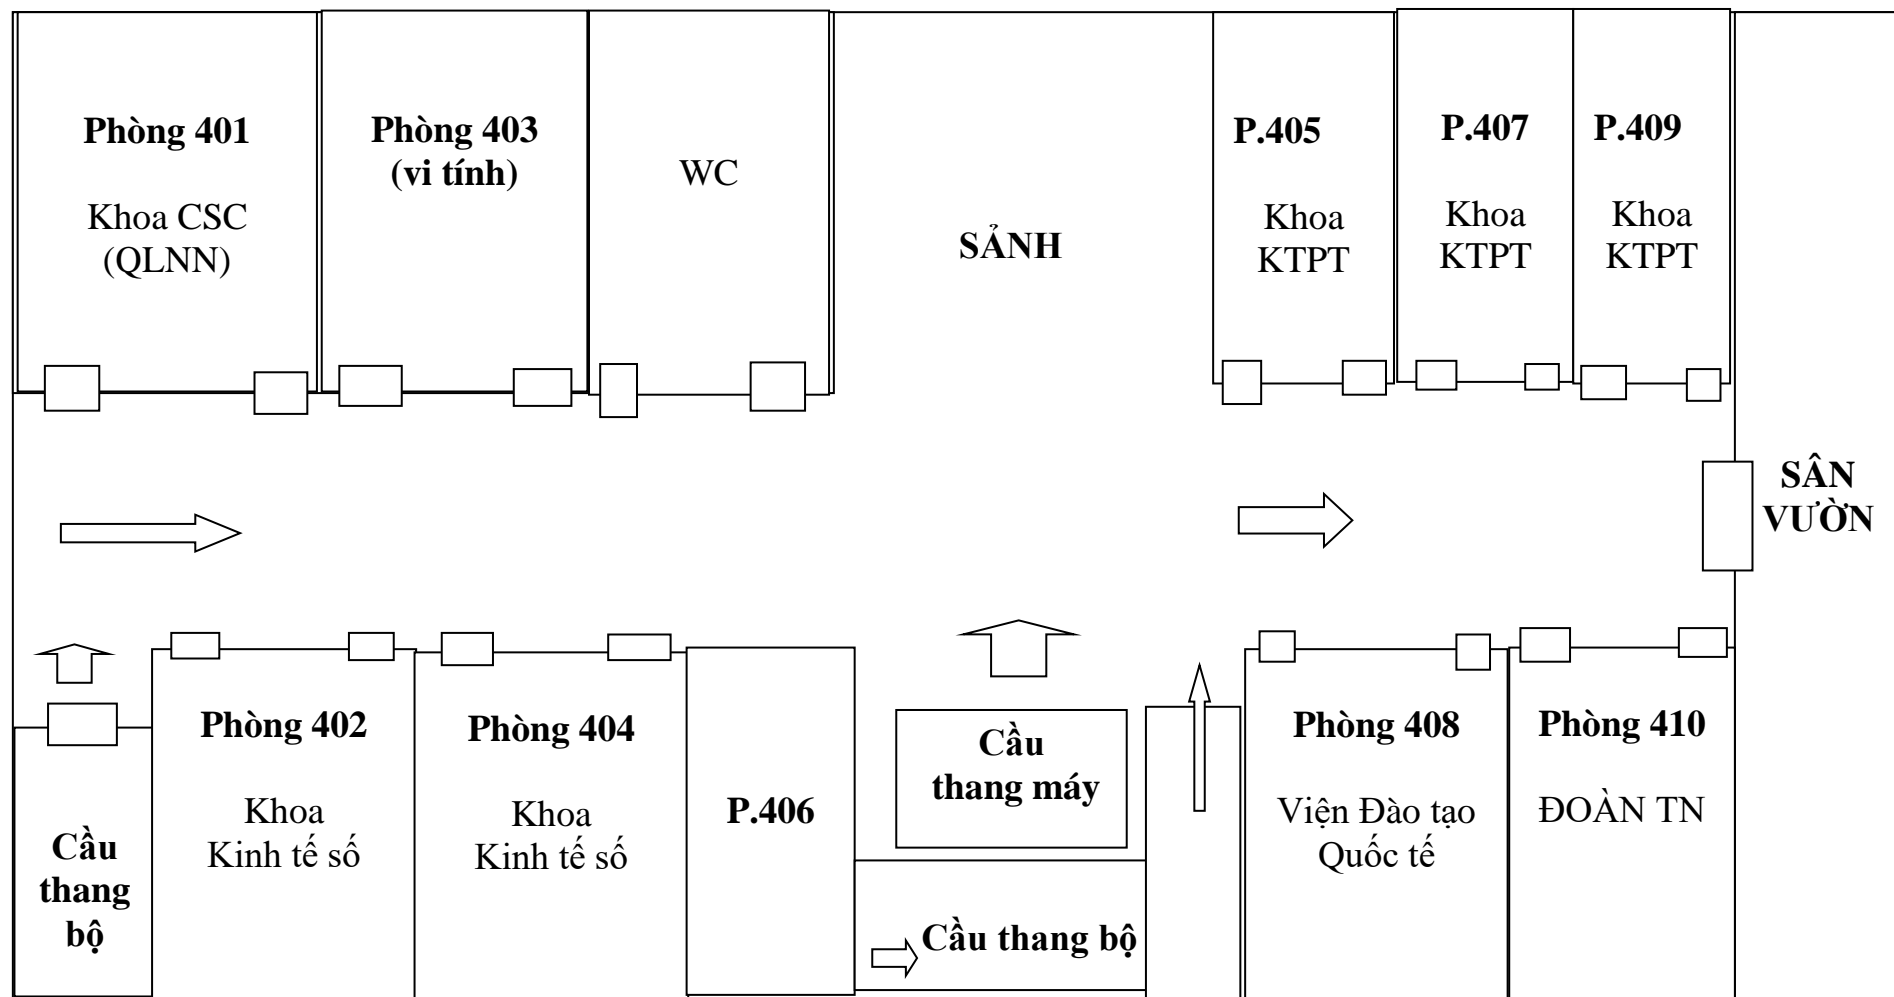 Phòng 401
Khoa CSC
(QLNN)
Phòng 403
(vi tính)
WC
SẢNH
P.405
Khoa
KTPT
P.407
Khoa
KTPT
P.409
Khoa
KTPT
SÂN
VƯỜN
Cầu
thang
bộ
Phòng 402
Khoa
Kinh tế số
Phòng 404
Khoa
Kinh tế số
P.406
Cầu
thang máy
Cầu thang bộ
Phòng 408
Viện Đào tạo
Quốc tế
Phòng 410
ĐOÀN TN